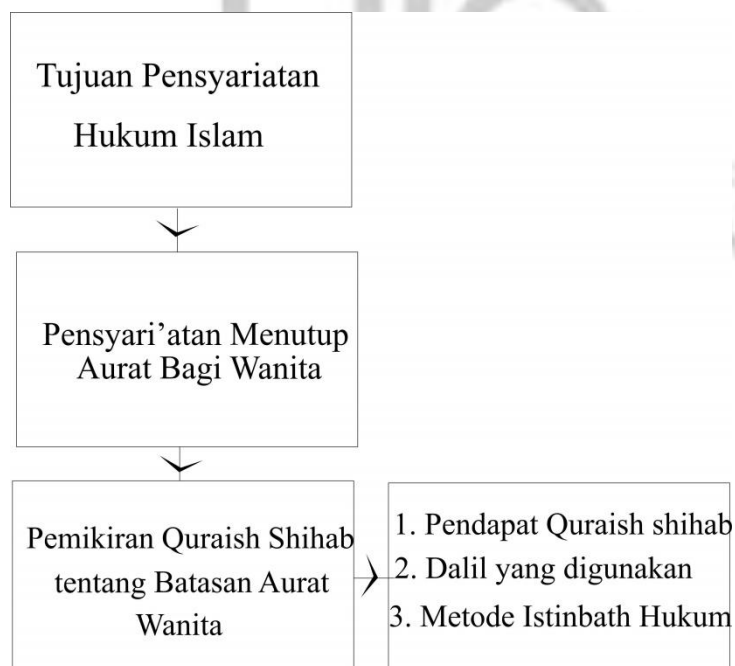 Tujuan Pensyariatan
Hukum Islam
Pensyari’atan Menutup
Aurat Bagi Wanita
Pemikiran Quraish Shihab
tentang Batasan Aurat
Wanita
1. Pendapat Quraish shihab
2. Dalil yang digunakan
3. Metode Istinbath Hukum